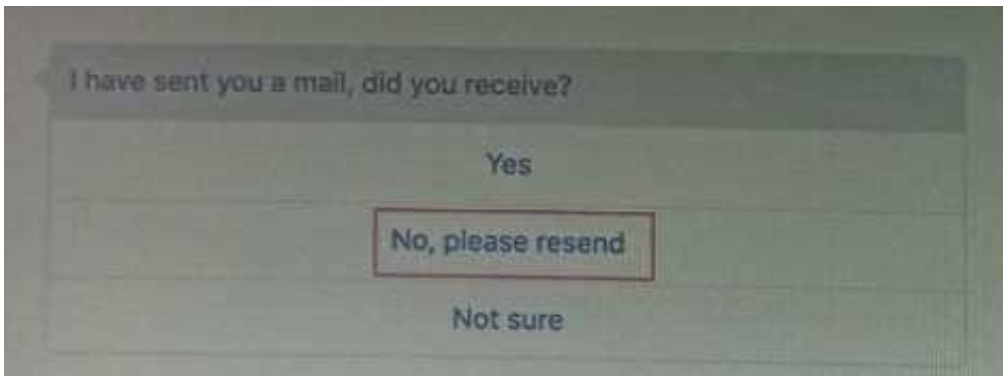 I have sent you a mail, did you receive?
Yes
No, please resend
Not sure